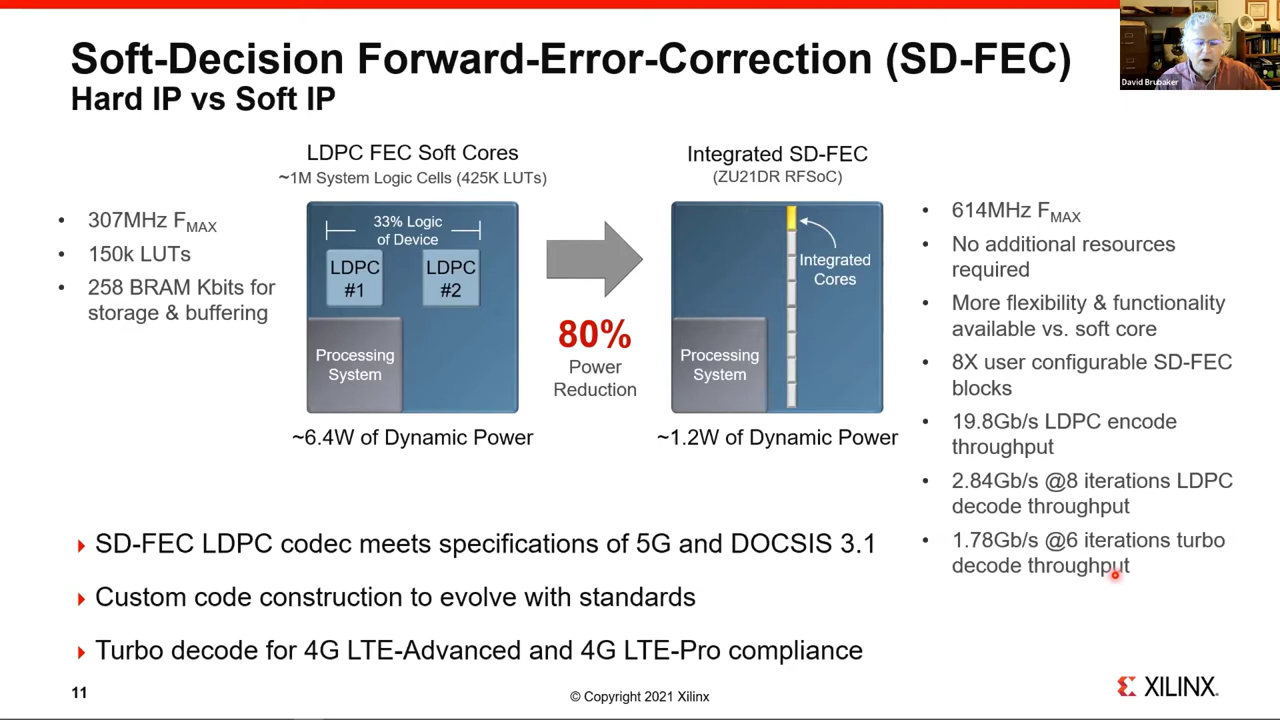 Soft-Decision Forward-Error-Correction (SD-FEC)
Hard IP vs Soft IP
David Brubaker
• 307MHz FMAX
• 150k LUTs
• 258 BRAM Kbits for
storage & buffering
LDPC FEC Soft Cores
~1M System Logic Cells (425K LUTs)
33% Logic
of Device
LDPC
#1
LDPC
#2
Processing
System
~6.4W of Dynamic Power
80%
Power
Reduction
Integrated SD-FEC
(ZU21DR RFSoC)
Integrated
Cores
Processing
System
~1.2W of Dynamic Power
• 614MHz FMAX
• No additional resources
required
• More flexibility & functionality
available vs. soft core
• 8X user configurable SD-FEC
blocks
• 19.8Gb/s LDPC encode
throughput
• 2.84Gb/s @8 iterations LDPC
decode throughput
• 1.78Gb/s @6 iterations turbo
decode throughput
SD-FEC LDPC codec meets specifications of 5G and DOCSIS 3.1
Custom code construction to evolve with standards
Turbo decode for 4G LTE-Advanced and 4G LTE-Pro compliance
11
© Copyright 2021 Xilinx
XILINX.